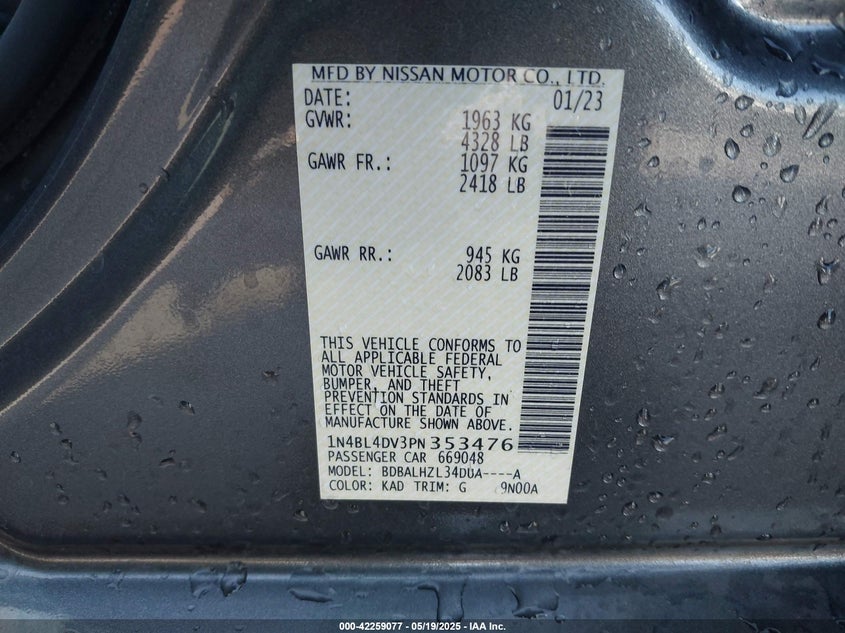 MFD BY NISSAN MOTOR CO., LTD.
DATE: 01/23
GVWR: 1963 KG
4328 LB
GAWR FR.: 1097 KG
2418 LB
GAWR RR.: 945 KG
2083 LB
THIS VEHICLE CONFORMS TO
ALL APPLICABLE FEDERAL
MOTOR VEHICLE SAFETY,
BUMPER, AND THEFT
PREVENTION STANDARDS IN
EFFECT ON THE DATE OF
MANUFACTURE SHOWN ABOVE.
1N4BL4DV3PN353476
PASSENGER CAR 669048
MODEL: BDBALHZL34DUA----A
COLOR: KAD TRIM: G 9N00A
000-42259077 - 05/19/2025 - IAA Inc.